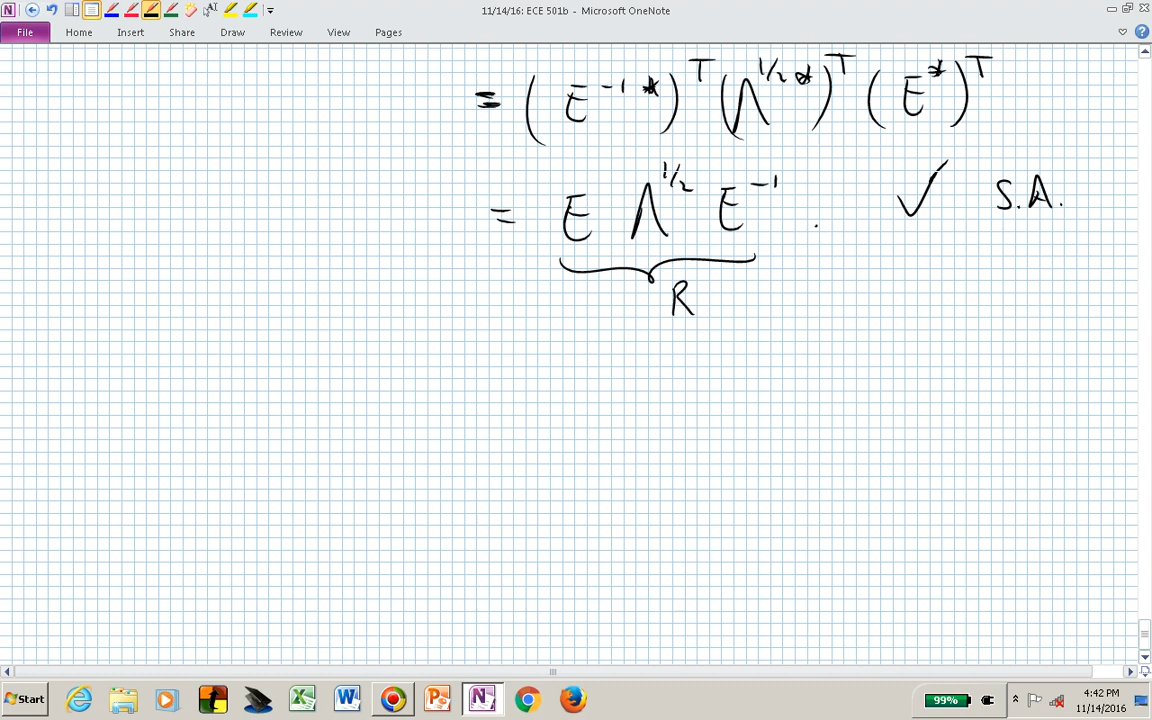 11/14/16: ECE 501b - Microsoft OneNote
File Home Insert Share Draw Review View Pages
= (E^{-1 *})^T (Λ^{1/2 *})^T (E^*)^T
= E Λ^{1/2} E^{-1} . ✓ S.A.
R
Start 99% 4:42 PM
11/14/2016